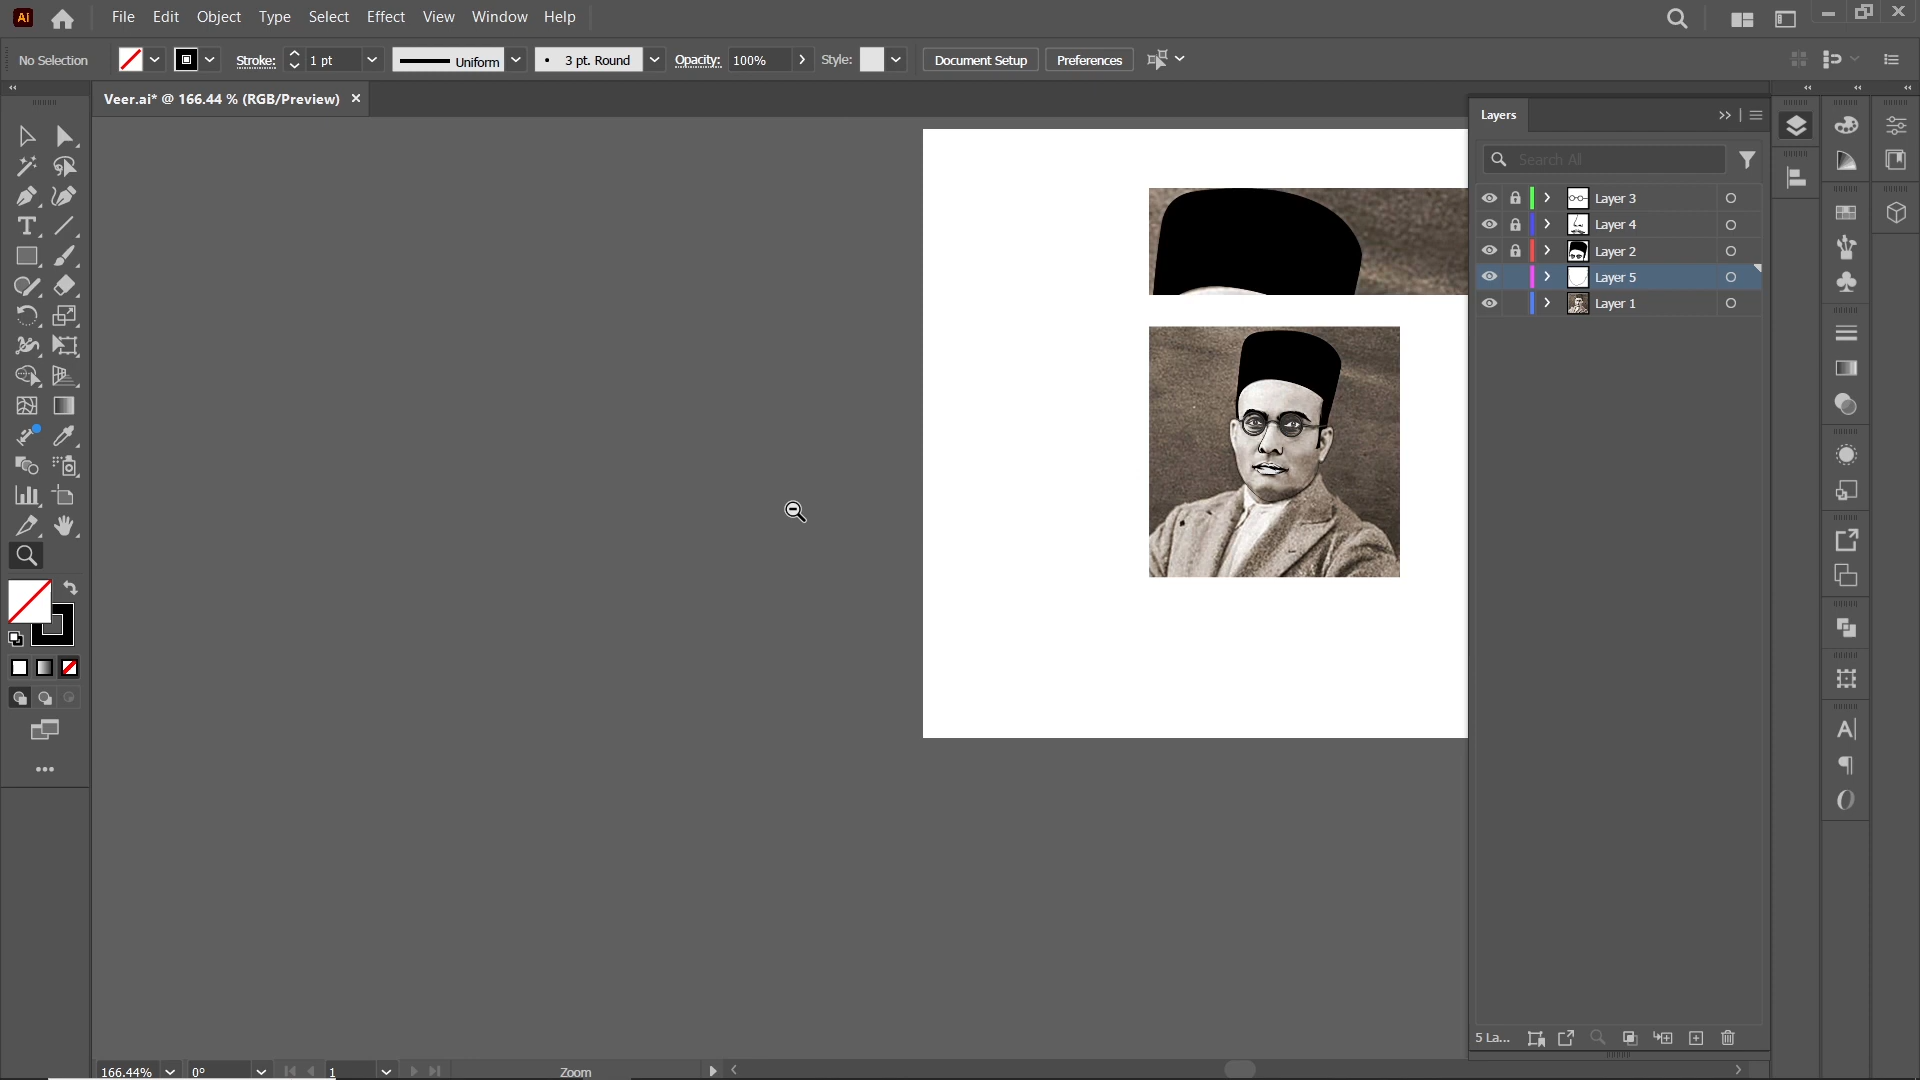 Ai File Edit Object Type Select Effect View Window Help
No Selection Stroke: 1 pt Uniform 3 pt. Round Opacity: 100% Style: Document Setup Preferences
Veer.ai* @ 166.44 % (RGB/Preview)
Layers
Search All
Layer 3
Layer 4
Layer 2
Layer 5
Layer 1
5 La...
166.44% 0° 1 Zoom